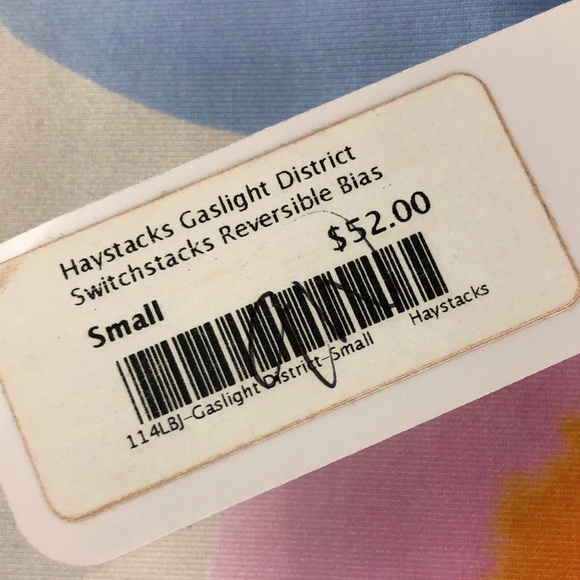 Haystacks Gaslight District
Switchstacks Reversible Bias
$52.00
Small
114LBJ-Gaslight District-Small
Haystacks